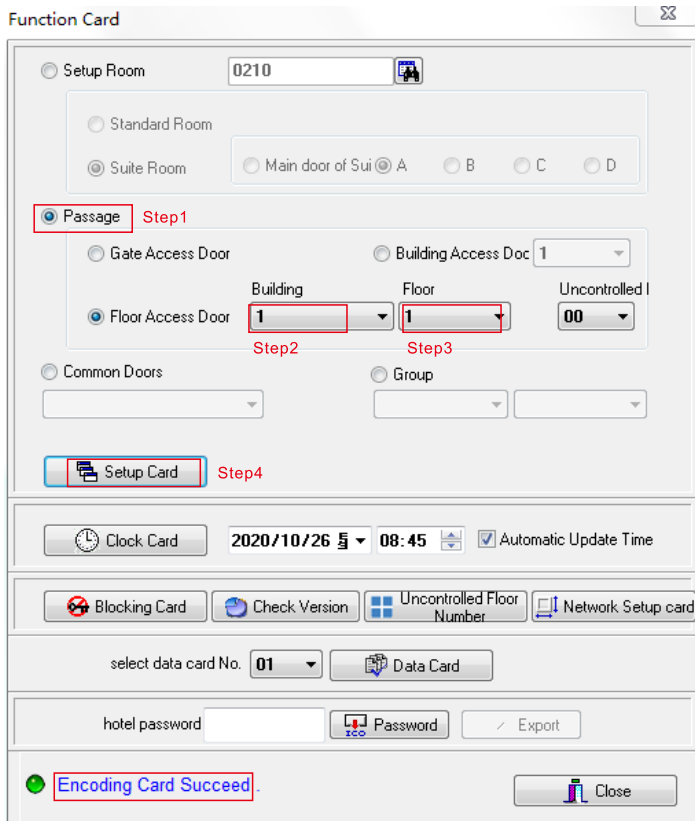 Function Card
Setup Room 0210
Standard Room
Suite Room Main door of Sui A B C D
Passage Step1
Gate Access Door Building Access Doc 1
Building Floor Uncontrolled
Floor Access Door 1 1 00
Step2 Step3
Common Doors Group
Setup Card Step4
Clock Card 2020/10/26 08:45 Automatic Update Time
Blocking Card Check Version Uncontrolled Floor Number Network Setup card
select data card No. 01 Data Card
hotel password ICO Password Export
Encoding Card Succeed . Close